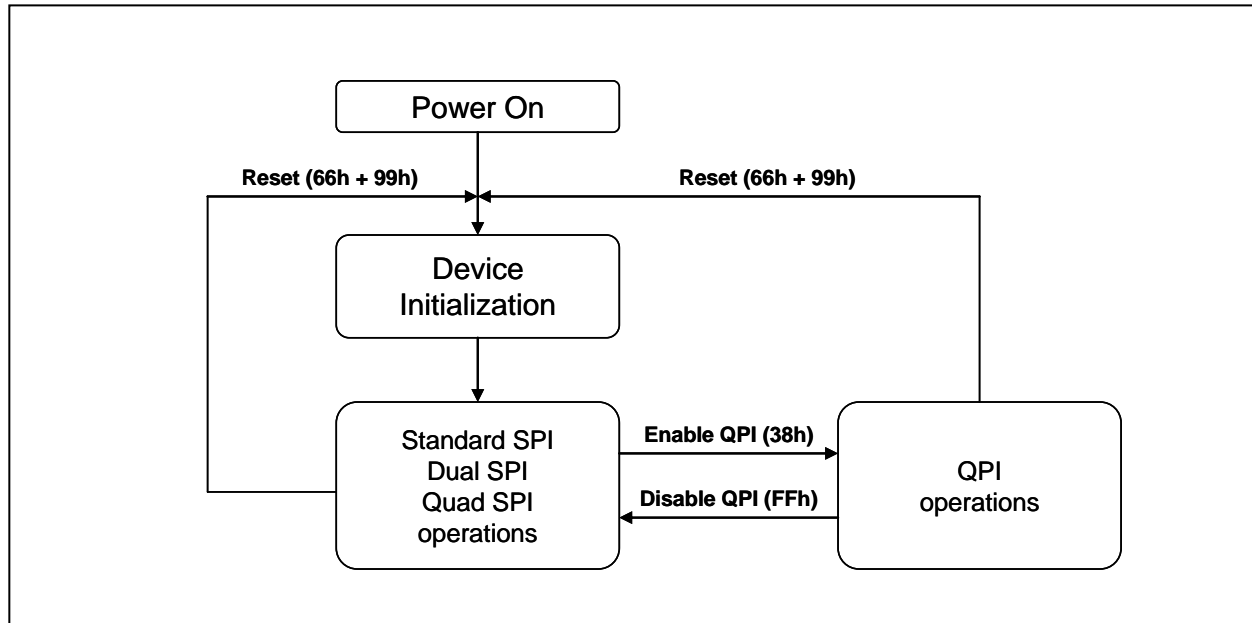 Power On
Reset (66h + 99h)
Reset (66h + 99h)
Device
Initialization
Standard SPI
Dual SPI
Quad SPI
operations
Enable QPI (38h)
Disable QPI (FFh)
QPI
operations